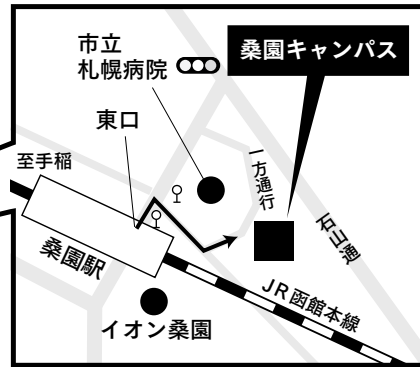 市立
札幌病院
桑園キャンパス
東口
至手稲
一方通行
石山通
桑園駅
JR函館本線
イオン桑園